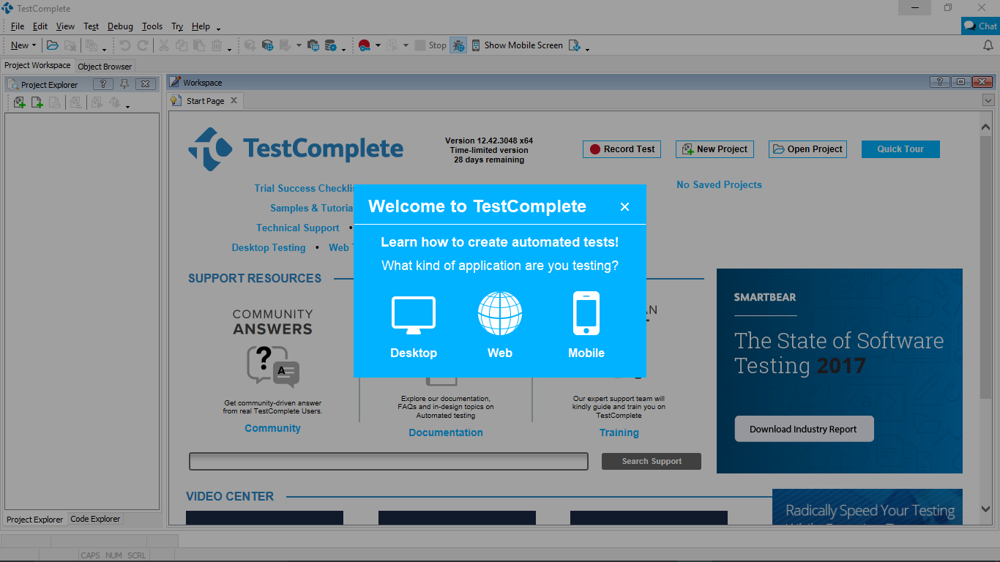 TestComplete
File Edit View Test Debug Tools Try Help
Chat
New
Stop
Show Mobile Screen
Project Workspace
Object Browser
Project Explorer
?
Workspace
?
Start Page
TestComplete
Version 12.42.3048 x64
Time-limited version
28 days remaining
Record Test
New Project
Open Project
Quick Tour
Trial Success Checklis
Samples & Tutoria
Technical Support •
Desktop Testing • Web
No Saved Projects
Welcome to TestComplete
Learn how to create automated tests!
What kind of application are you testing?
Desktop
Web
Mobile
SUPPORT RESOURCES
COMMUNITY
ANSWERS
?
A
Get community-driven answer
from real TestComplete Users.
Community
Explore our documentation,
FAQs and in-design topics on
Automated testing
Documentation
AN
Our expert support team will
kindly guide and train you on
TestComplete
Training
SMARTBEAR
The State of Software
Testing 2017
Download Industry Report
Search Support
VIDEO CENTER
Radically Speed Your Testing
Project Explorer
Code Explorer
CAPS NUM SCRL